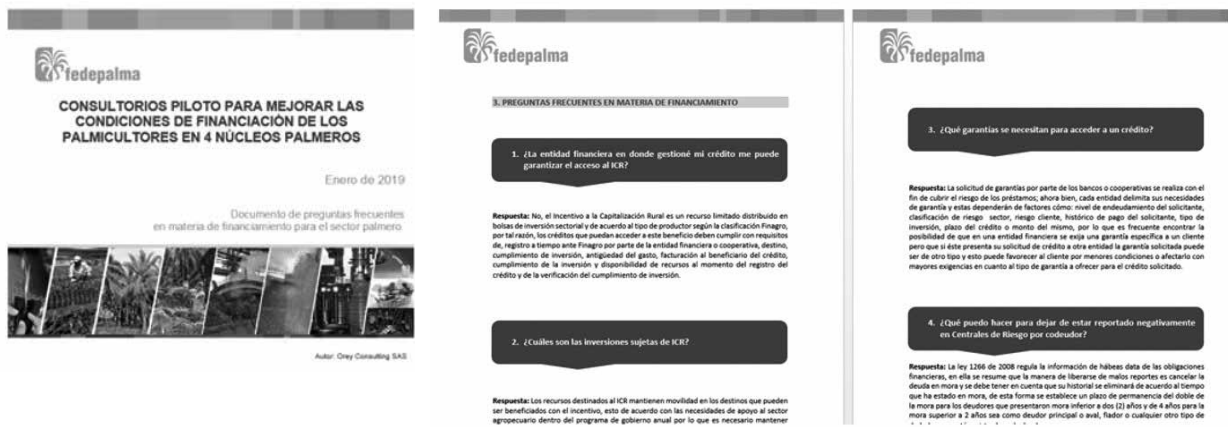 fedepalma
CONSULTORIOS PILOTO PARA MEJORAR LAS
CONDICIONES DE FINANCIACIÓN DE LOS
PALMICULTORES EN 4 NÚCLEOS PALMEROS
Enero de 2019
Documento de preguntas frecuentes
en materia de financiamiento para el sector palmero
Autor: Orey Consulting SAS
fedepalma
3. PREGUNTAS FRECUENTES EN MATERIA DE FINANCIAMIENTO
1. ¿La entidad financiera en donde gestioné mi crédito me puede
garantizar el acceso al ICR?
Respuesta: No, el Incentivo a la Capitalización Rural es un recurso limitado distribuido en
bolsas de inversión sectorial y de acuerdo al tipo de productor según la clasificación Finagro,
por tal razón, los créditos que puedan acceder a este beneficio deben cumplir con requisitos
de, registro a tiempo ante Finagro por parte de la entidad financiera o cooperativa, destino,
cumplimiento de inversión, antigüedad del gasto, facturación al beneficiario del crédito,
cumplimiento de la inversión y disponibilidad de recursos al momento del registro del
crédito y de la verificación del cumplimiento de inversión.
2. ¿Cuáles son las inversiones sujetas de ICR?
Respuesta: Los recursos destinados al ICR mantienen movilidad en los destinos que pueden
ser beneficiados con el incentivo, esto de acuerdo con las necesidades de apoyo al sector
agropecuario dentro del programa de gobierno anual por lo que es necesario mantener
fedepalma
3. ¿Qué garantías se necesitan para acceder a un crédito?
Respuesta: La solicitud de garantías por parte de los bancos o cooperativas se realiza con el
fin de cubrir el riesgo de los préstamos; ahora bien, cada entidad delimita sus necesidades
de garantía y estas dependerán de factores cómo: nivel de endeudamiento del solicitante,
clasificación de riesgo sector, riesgo cliente, histórico de pago del solicitante, tipo de
inversión, plazo del crédito o monto del mismo, por lo que es frecuente encontrar la
posibilidad de que en una entidad financiera se exija una garantía específica a un cliente
pero que si éste presenta su solicitud de crédito a otra entidad la garantía solicitada puede
ser de otro tipo y esto puede favorecer al cliente por menores condiciones o afectarlo con
mayores exigencias en cuanto al tipo de garantía a ofrecer para el crédito solicitado.
4. ¿Qué puedo hacer para dejar de estar reportado negativamente
en Centrales de Riesgo por codeudor?
Respuesta: La ley 1266 de 2008 regula la información de hábeas data de las obligaciones
financieras, en ella se resume que la manera de liberarse de malos reportes es cancelar la
deuda en mora y se debe tener en cuenta que su historial se eliminará de acuerdo al tiempo
que ha estado en mora, de esta forma se establece un plazo de permanencia del doble de
la mora para los deudores que presentaron mora inferior a dos (2) años y de 4 años para la
mora superior a 2 años sea como deudor principal o aval, fiador o cualquier otro tipo de